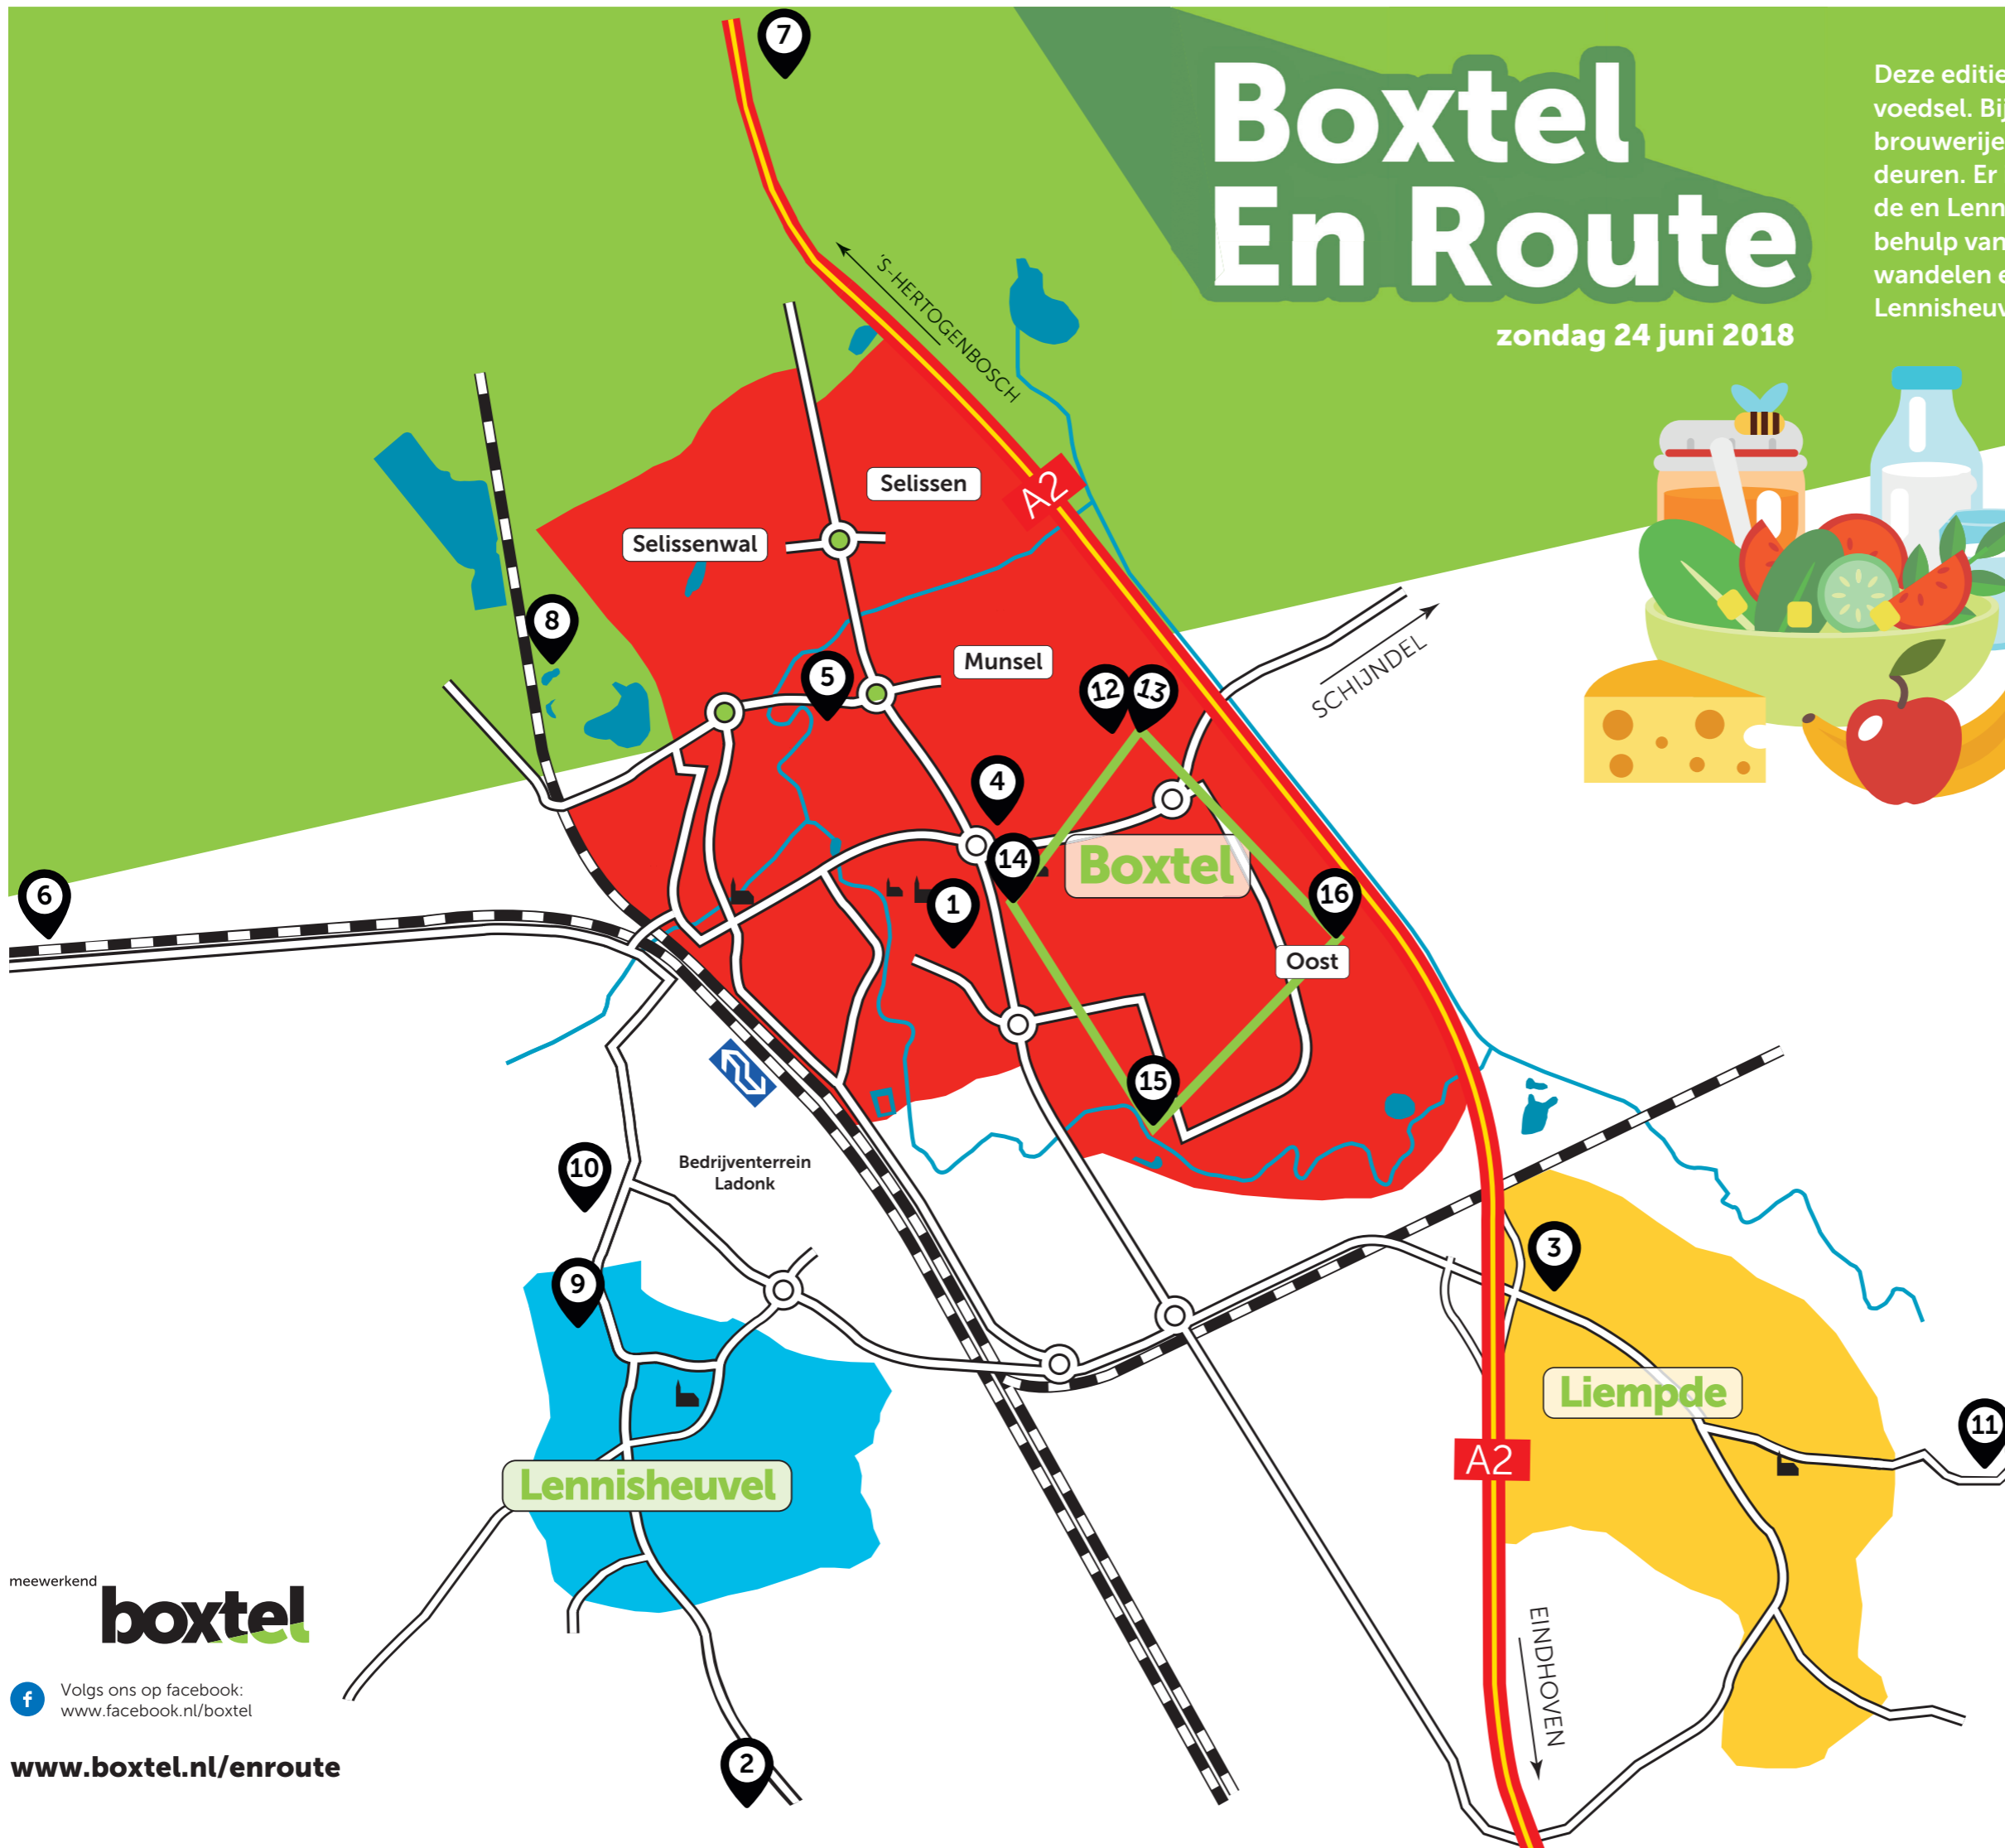 Boxtel
En Route
zondag 24 juni 2018
Deze editie
voedsel. Bij
brouwerije
deuren. Er
de en Lenn
behulp van
wandelen e
Lennisheuv
7
'S-HERTOGENBOSCH
A2
Selissen
Selissenwal
8
5
Munsel
12
13
SCHIJNDEL
4
14
Boxtel
6
1
16
Oost
15
10
Bedrijventerrein
Ladonk
9
3
Liempde
11
A2
Lennisheuvel
EINDHOVEN
2
meewerkend
boxtel
f
Volgs ons op facebook:
www.facebook.nl/boxtel
www.boxtel.nl/enroute